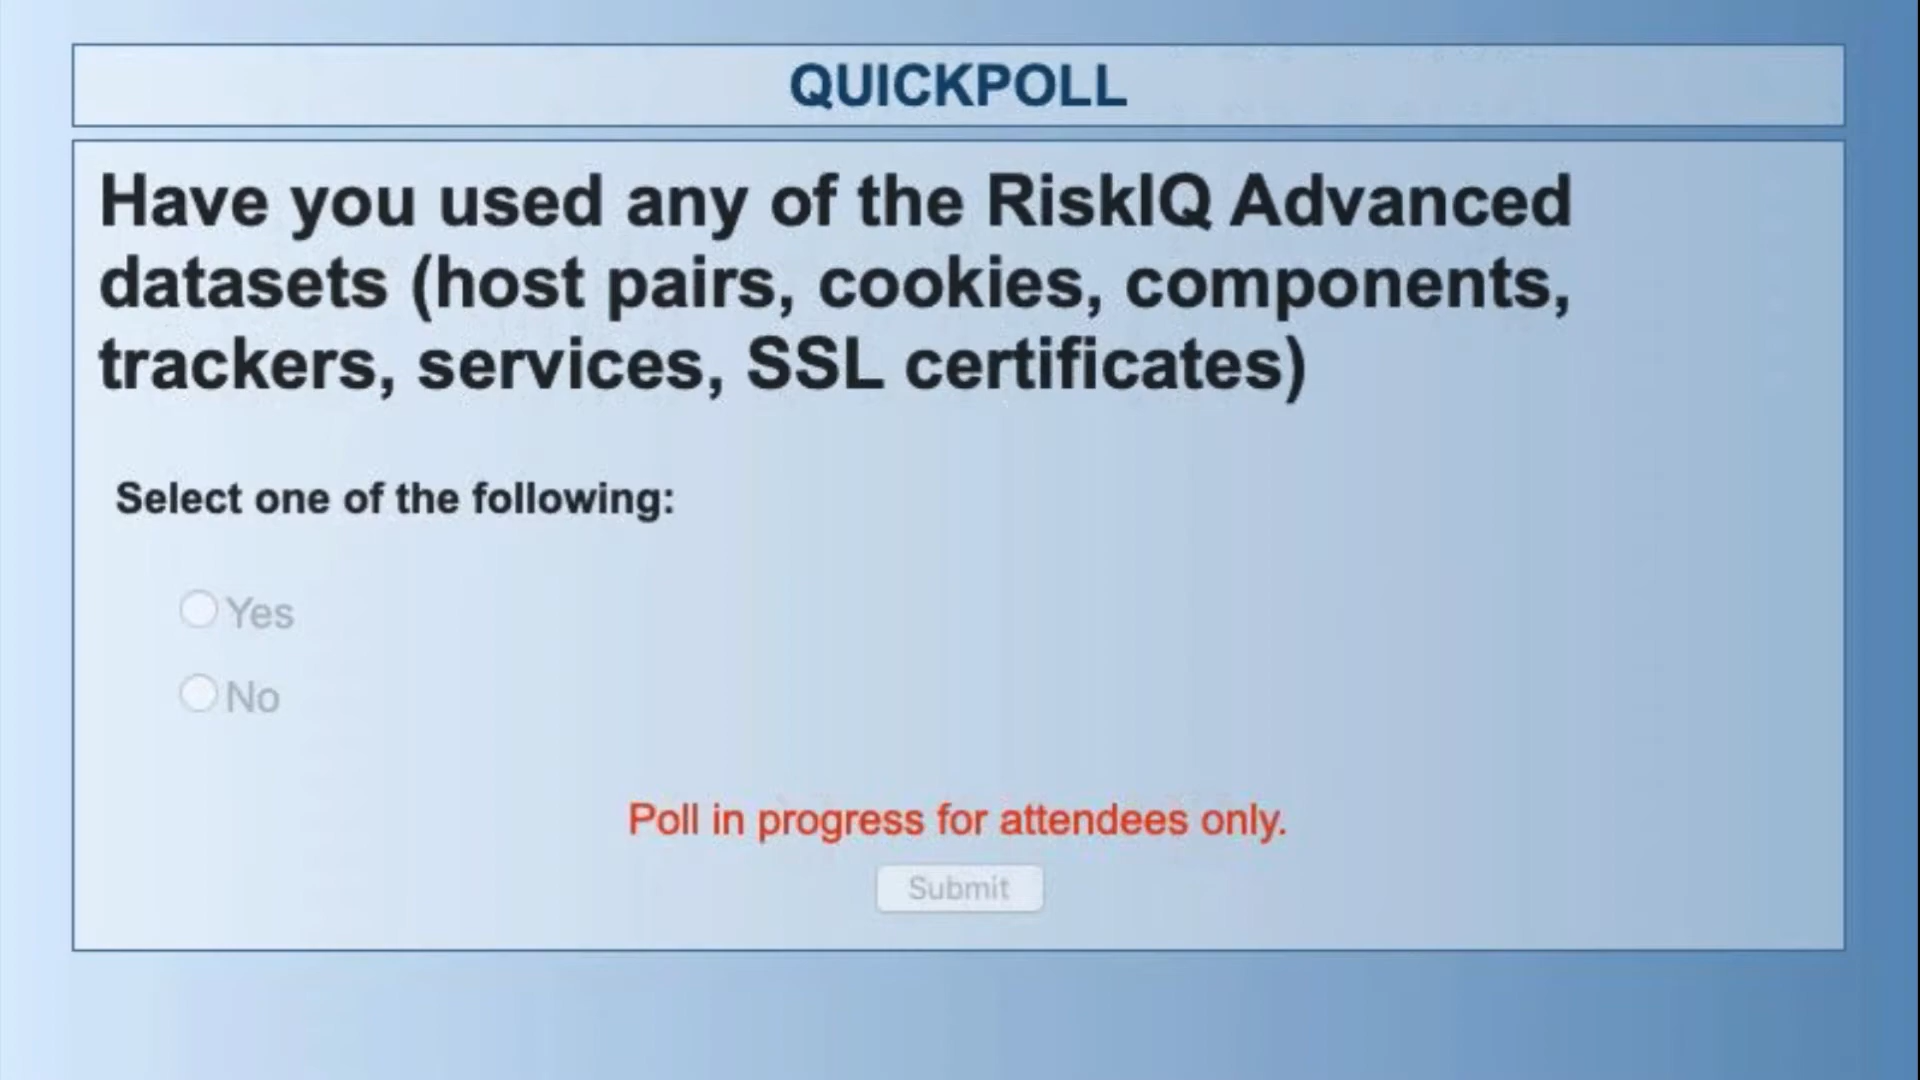 QUICKPOLL
Have you used any of the RiskIQ Advanced
datasets (host pairs, cookies, components,
trackers, services, SSL certificates)
Select one of the following:
Yes
No
Poll in progress for attendees only.
Submit